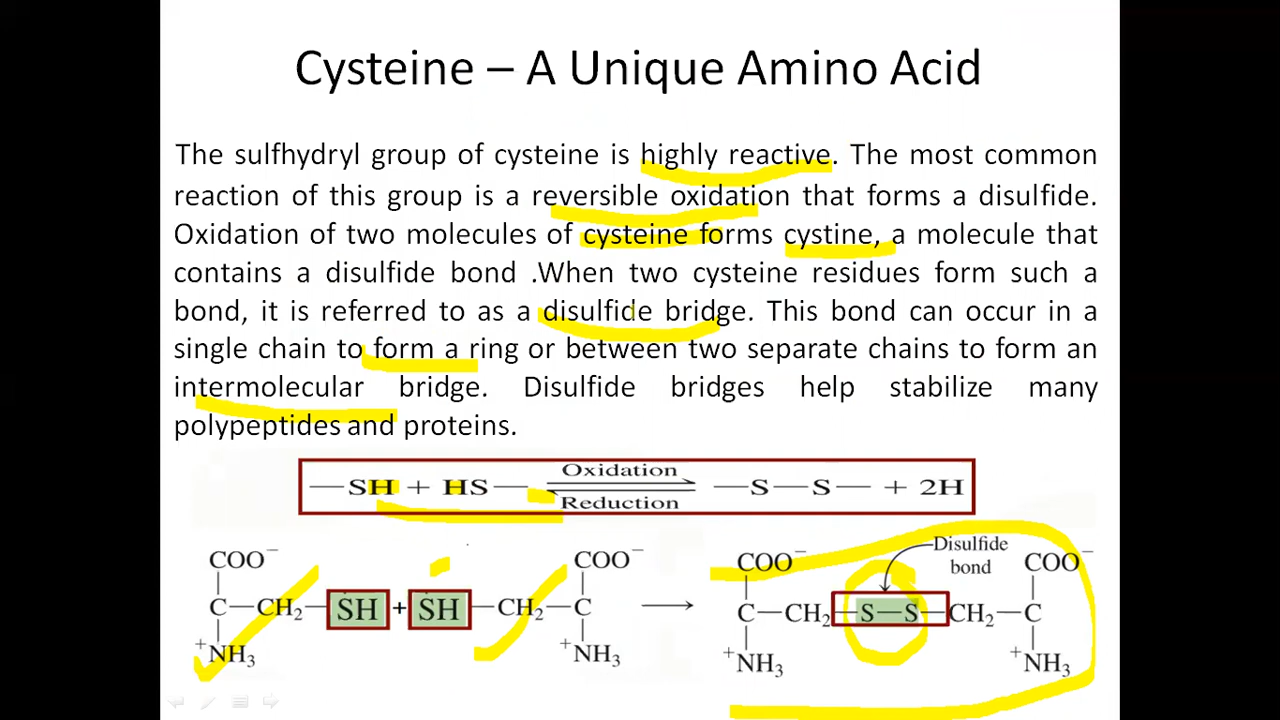 Cysteine – A Unique Amino Acid
The sulfhydryl group of cysteine is highly reactive. The most common
reaction of this group is a reversible oxidation that forms a disulfide.
Oxidation of two molecules of cysteine forms cystine, a molecule that
contains a disulfide bond .When two cysteine residues form such a
bond, it is referred to as a disulfide bridge. This bond can occur in a
single chain to form a ring or between two separate chains to form an
intermolecular bridge. Disulfide bridges help stabilize many
polypeptides and proteins.
Oxidation
—SH + HS— —S—S— + 2H
Reduction
Disulfide
bond
COO⁻ COO⁻ COO⁻ COO⁻
C—CH₂—SH + SH—CH₂—C C—CH₂—S—S—CH₂—C
⁺NH₃ ⁺NH₃ ⁺NH₃ ⁺NH₃